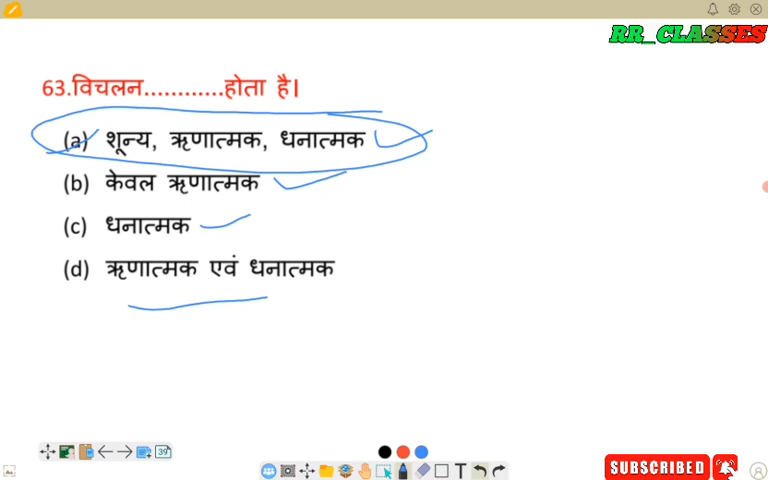 RR_CLASSES
63.विचलन............होता है।
(a) शून्य, ऋणात्मक, धनात्मक
(b) केवल ऋणात्मक
(c) धनात्मक
(d) ऋणात्मक एवं धनात्मक
39
T
SUBSCRIBED